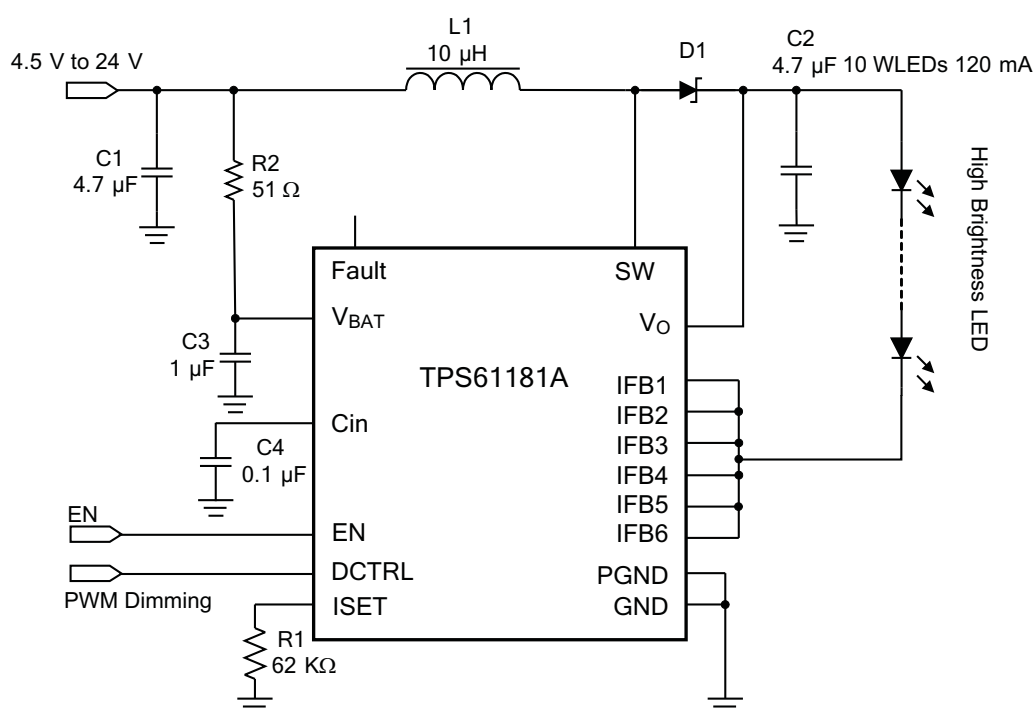 4.5 V to 24 V
L1
10 µH
D1
C2
4.7 µF
10 WLEDs 120 mA
C1
4.7 µF
R2
51 Ω
High Brightness LED
Fault
SW
VBAT
VO
C3
1 µF
TPS61181A
IFB1
IFB2
IFB3
IFB4
IFB5
IFB6
Cin
C4
0.1 µF
EN
EN
DCTRL
PGND
PWM Dimming
ISET
GND
R1
62 KΩ